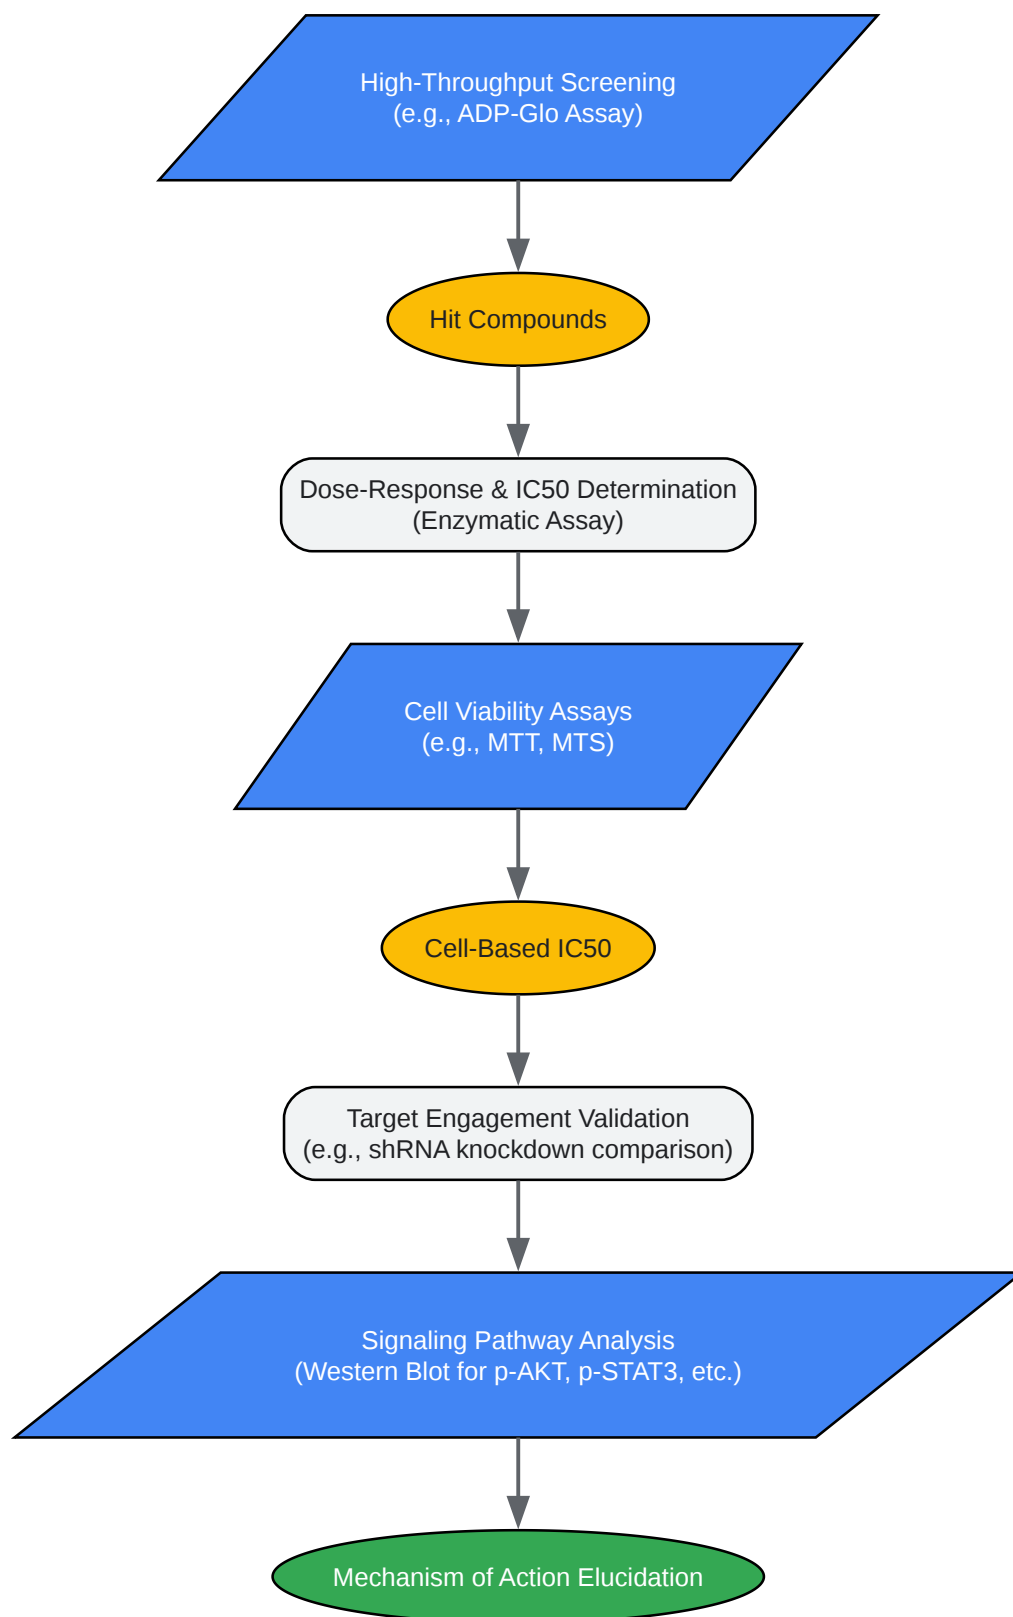 High-Throughput Screening
(e.g., ADP-Glo Assay)
Hit Compounds
Dose-Response & IC50 Determination
(Enzymatic Assay)
Cell Viability Assays
(e.g., MTT, MTS)
Cell-Based IC50
Target Engagement Validation
(e.g., shRNA knockdown comparison)
Signaling Pathway Analysis
(Western Blot for p-AKT, p-STAT3, etc.)
Mechanism of Action Elucidation